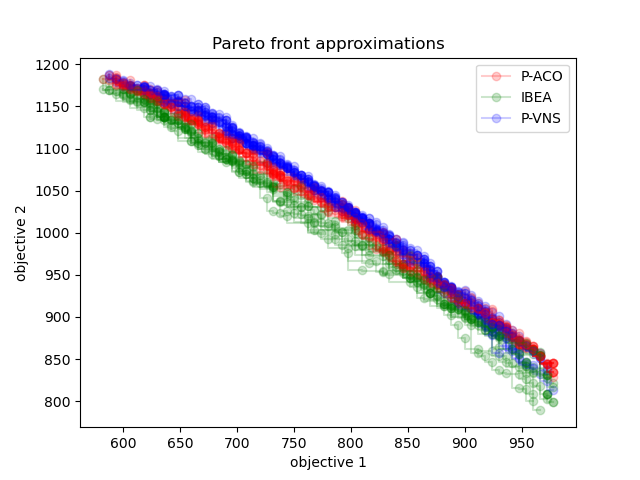 Pareto front approximations
P-ACO
IBEA
P-VNS
objective 2
1200
1150
1100
1050
1000
950
900
850
800
600
650
700
750
800
850
900
950
objective 1